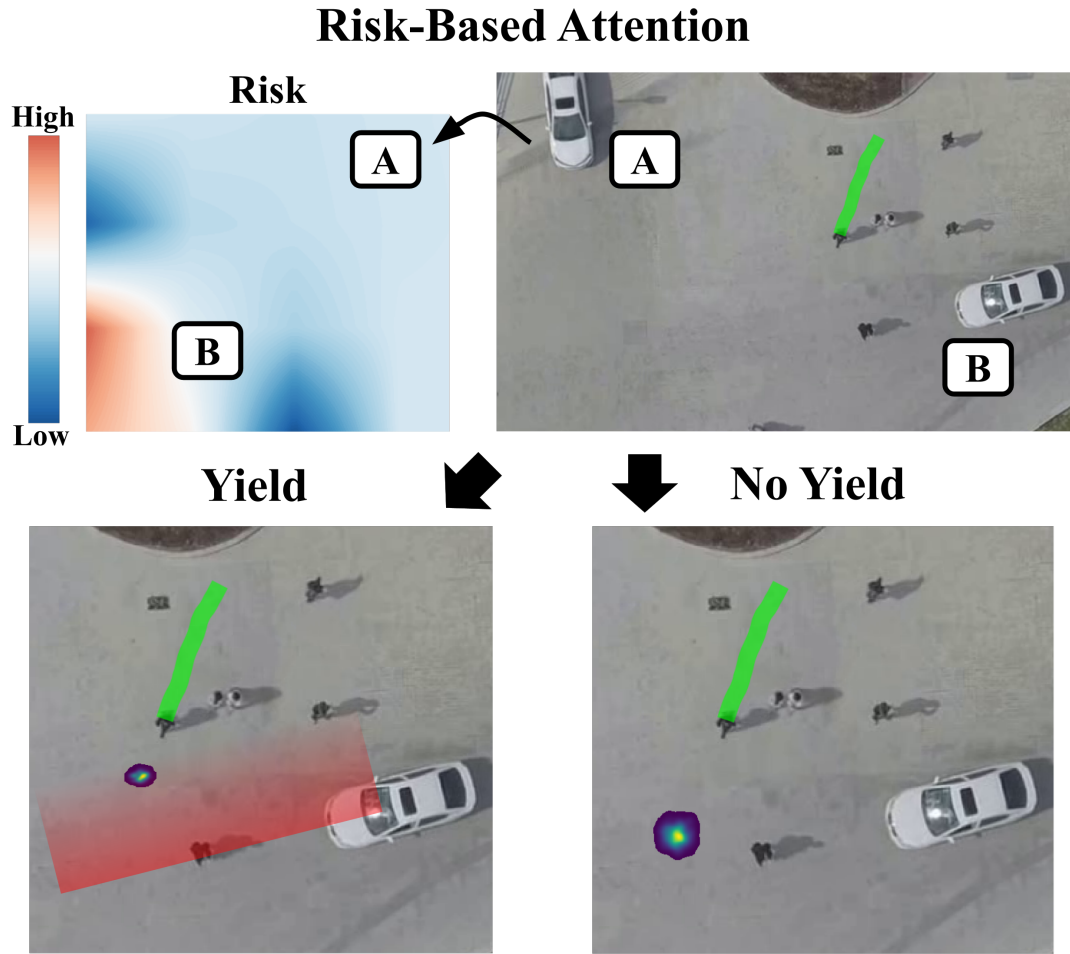 Risk-Based Attention
Risk
High
Low
A
B
A
B
Yield
No Yield